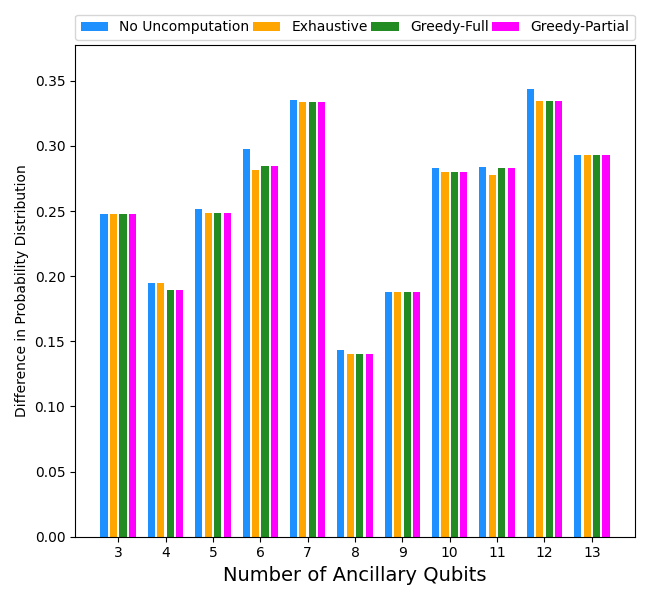 No Uncomputation Exhaustive Greedy-Full Greedy-Partial
Difference in Probability Distribution
0.35
0.30
0.25
0.20
0.15
0.10
0.05
0.00
3 4 5 6 7 8 9 10 11 12 13
Number of Ancillary Qubits